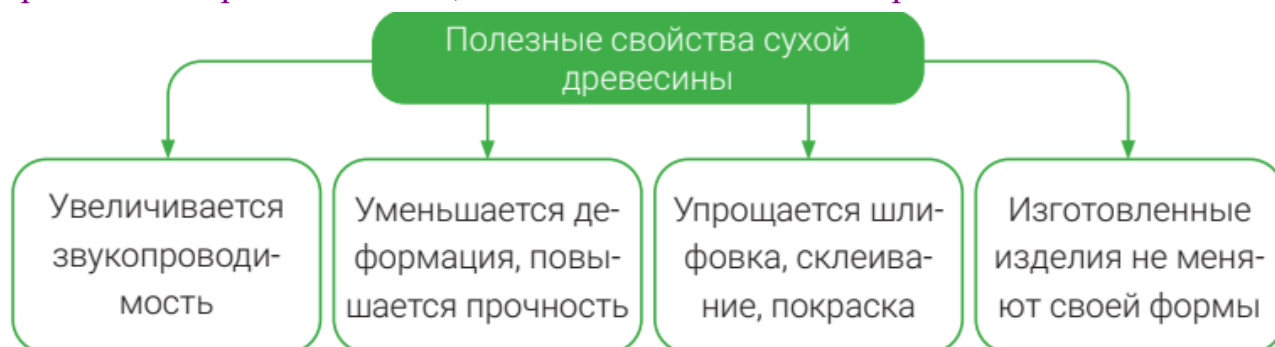 Полезные свойства сухой
древесины
Увеличивается
звукопроводи-
мость
Уменьшается де-
формация, повы-
шается прочность
Упрощается шли-
фовка, склеива-
ние, покраска
Изготовленные
изделия не меня-
ют своей формы